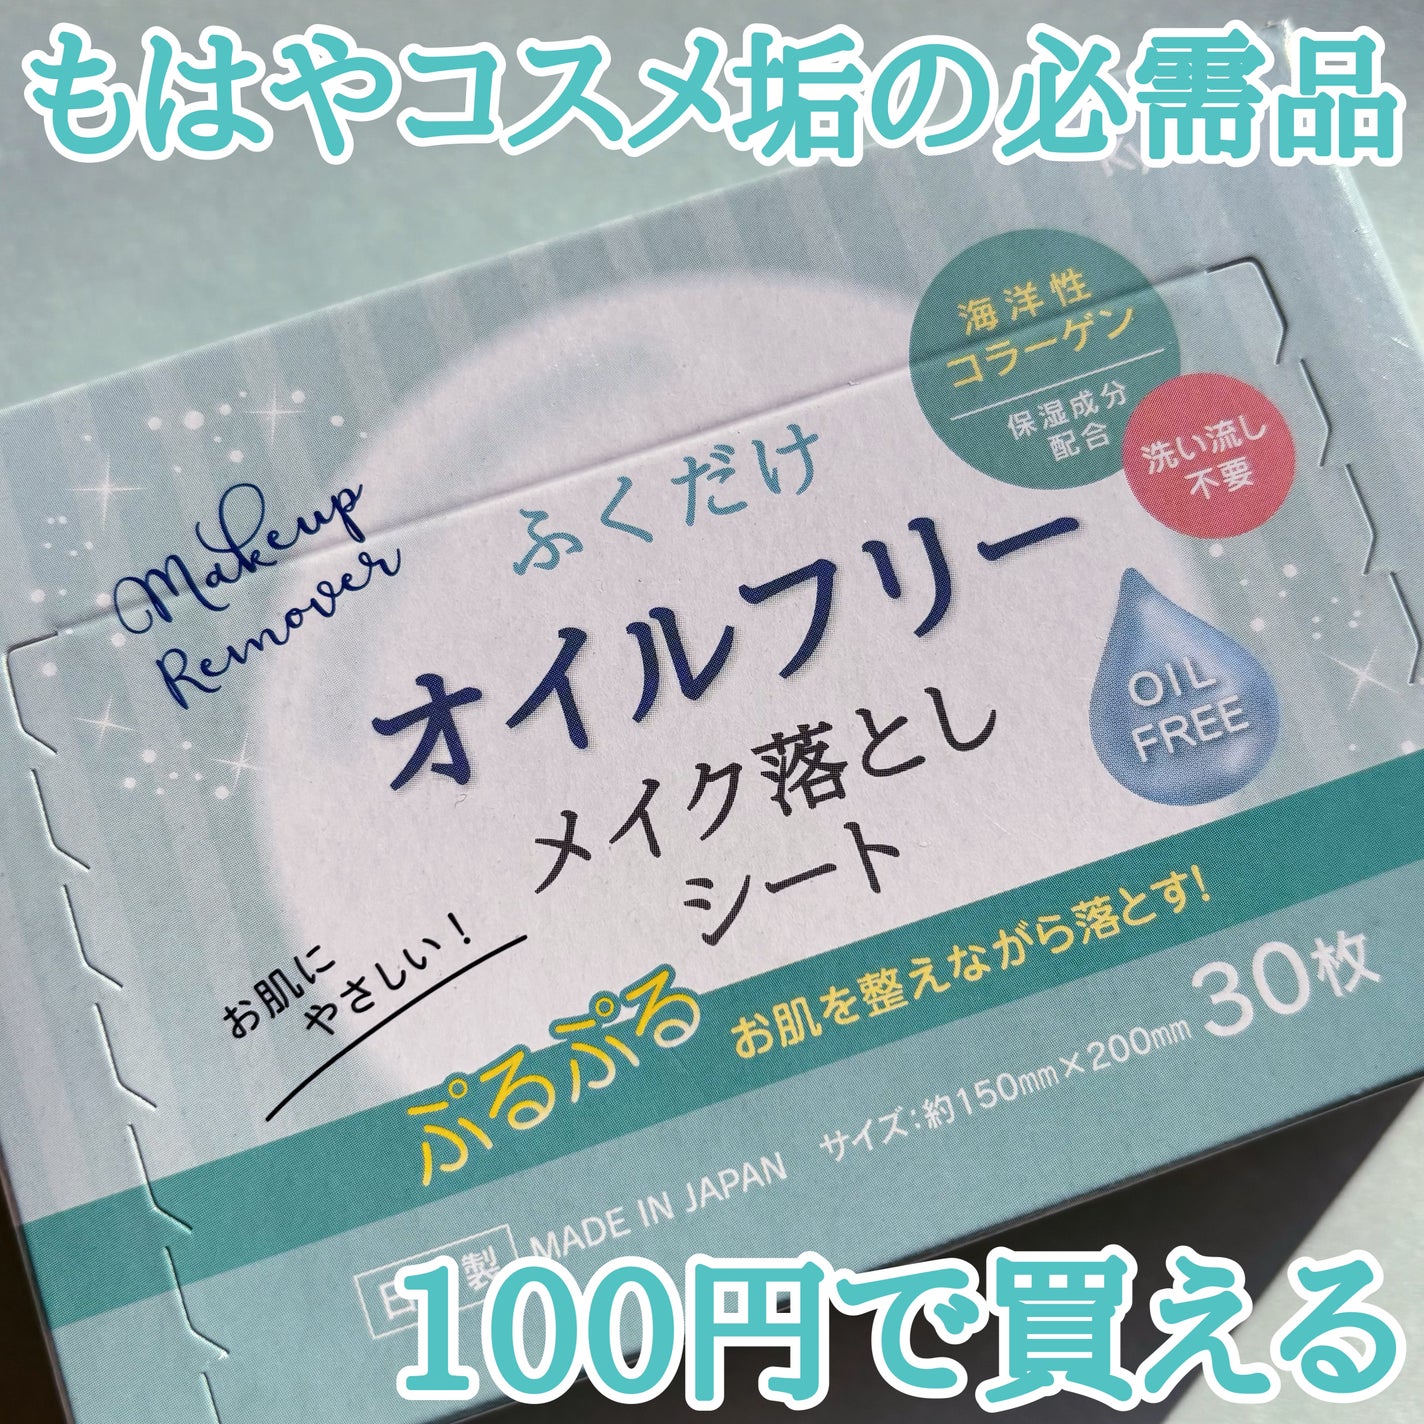 もはやコスメ垢の必需品
海洋性
コラーゲン
保湿成分
配合
洗い流し
不要
Makeup
Remover
ふくだけ
オイルフリー
メイク落とし
シート
OIL
FREE
お肌に
やさしい！
ぷるぷる お肌を整えながら落とす!
MADE IN JAPAN サイズ:約150mm×200mm 30枚
100円で買える